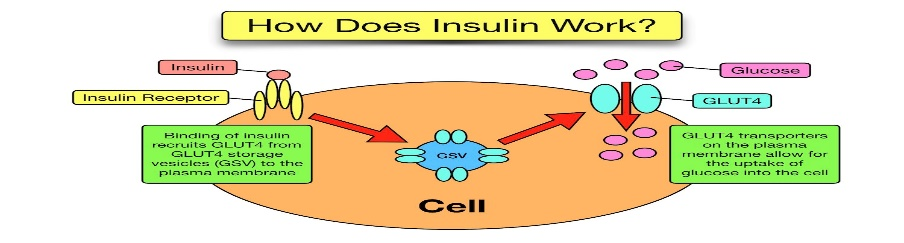 How Does Insulin Work?
Insulin
Insulin Receptor
Binding of insulin
recruits GLUT4 from
GLUT4 storage
vesicles (GSV) to the
plasma membrane
GSV
Cell
Glucose
GLUT4
GLUT4 transporters
on the plasma
membrane allow for
the uptake of
glucose into the cell